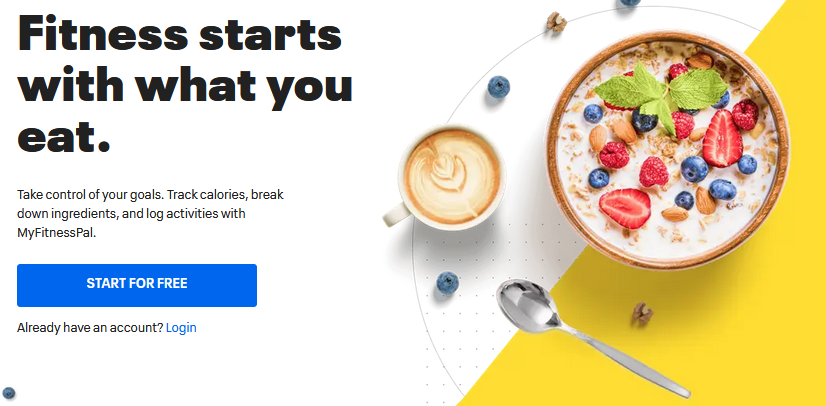 Fitness starts
with what you
eat.
Take control of your goals. Track calories, break
down ingredients, and log activities with
MyFitnessPal.
START FOR FREE
Already have an account? Login